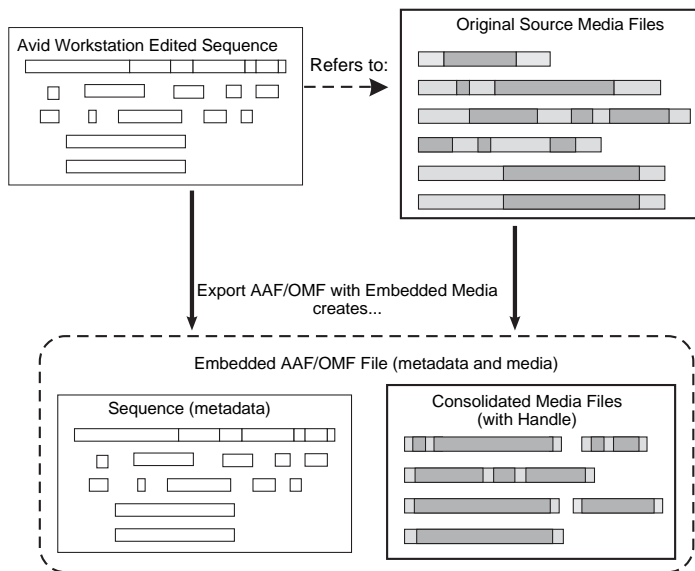 Avid Workstation Edited Sequence
Original Source Media Files
Refers to:
Export AAF/OMF with Embedded Media
creates...
Embedded AAF/OMF File (metadata and media)
Sequence (metadata)
Consolidated Media Files
(with Handle)